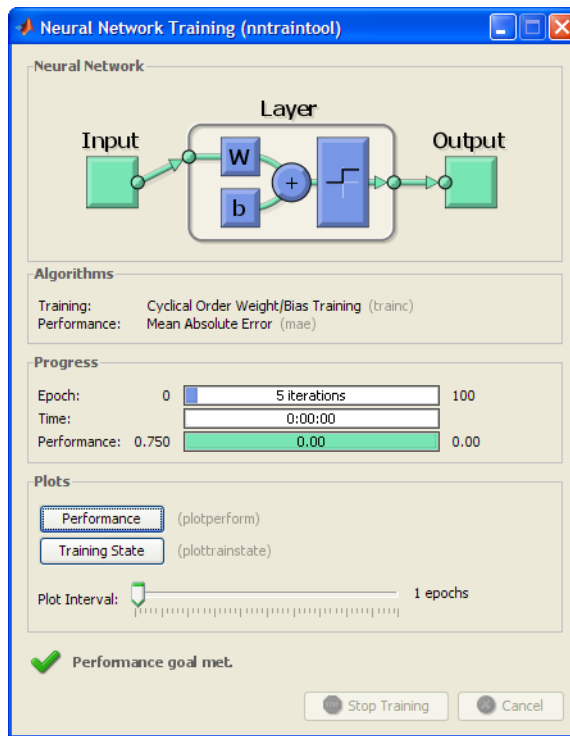 Neural Network Training (nntraintool)
Neural Network
Layer
Input
Output
W
+
b
Algorithms
Training: Cyclical Order Weight/Bias Training (trainc)
Performance: Mean Absolute Error (mae)
Progress
Epoch: 0 5 iterations 100
Time: 0:00:00
Performance: 0.750 0.00 0.00
Plots
Performance (plotperform)
Training State (plottrainstate)
Plot Interval: 1 epochs
Performance goal met.
Stop Training Cancel